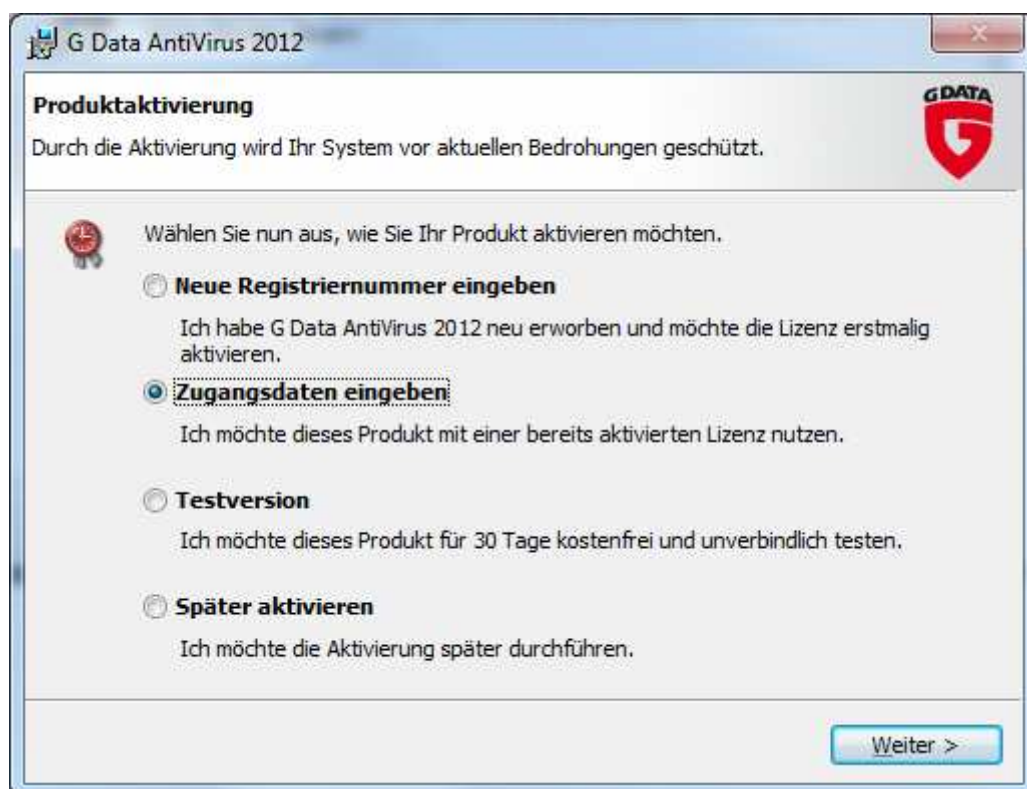 G Data AntiVirus 2012
Produktaktivierung
GDATA
Durch die Aktivierung wird Ihr System vor aktuellen Bedrohungen geschützt.
Wählen Sie nun aus, wie Sie Ihr Produkt aktivieren möchten.
Neue Registriernummer eingeben
Ich habe G Data AntiVirus 2012 neu erworben und möchte die Lizenz erstmalig
aktivieren.
Zugangsdaten eingeben
Ich möchte dieses Produkt mit einer bereits aktivierten Lizenz nutzen.
Testversion
Ich möchte dieses Produkt für 30 Tage kostenfrei und unverbindlich testen.
Später aktivieren
Ich möchte die Aktivierung später durchführen.
Weiter >